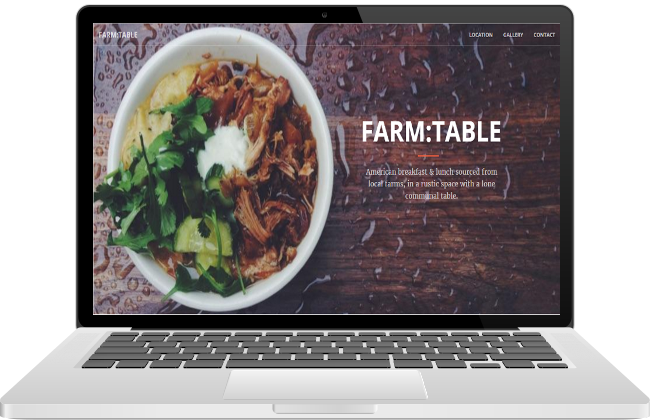 FARM:TABLE
LOCATION GALLERY CONTACT
FARM:TABLE
American breakfast & lunch sourced from
local farms, in a rustic space with a long
communal table.